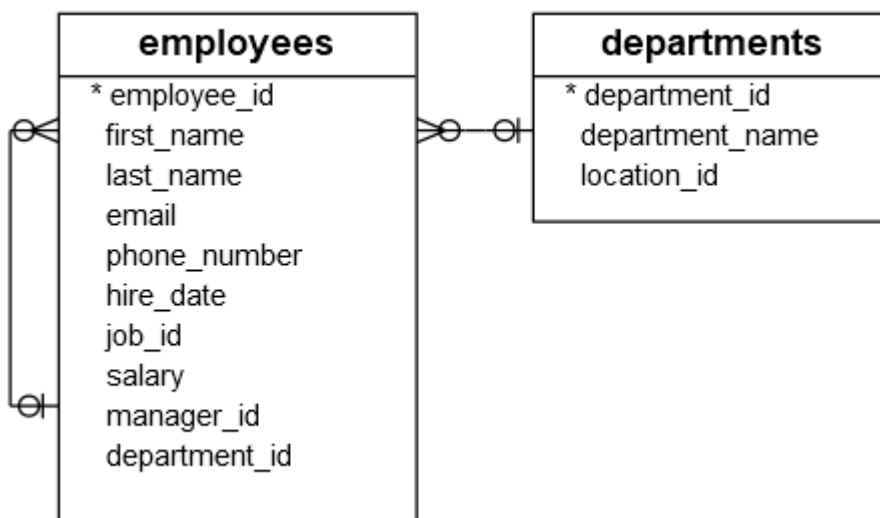 employees
* employee_id
first_name
last_name
email
phone_number
hire_date
job_id
salary
manager_id
department_id
departments
* department_id
department_name
location_id